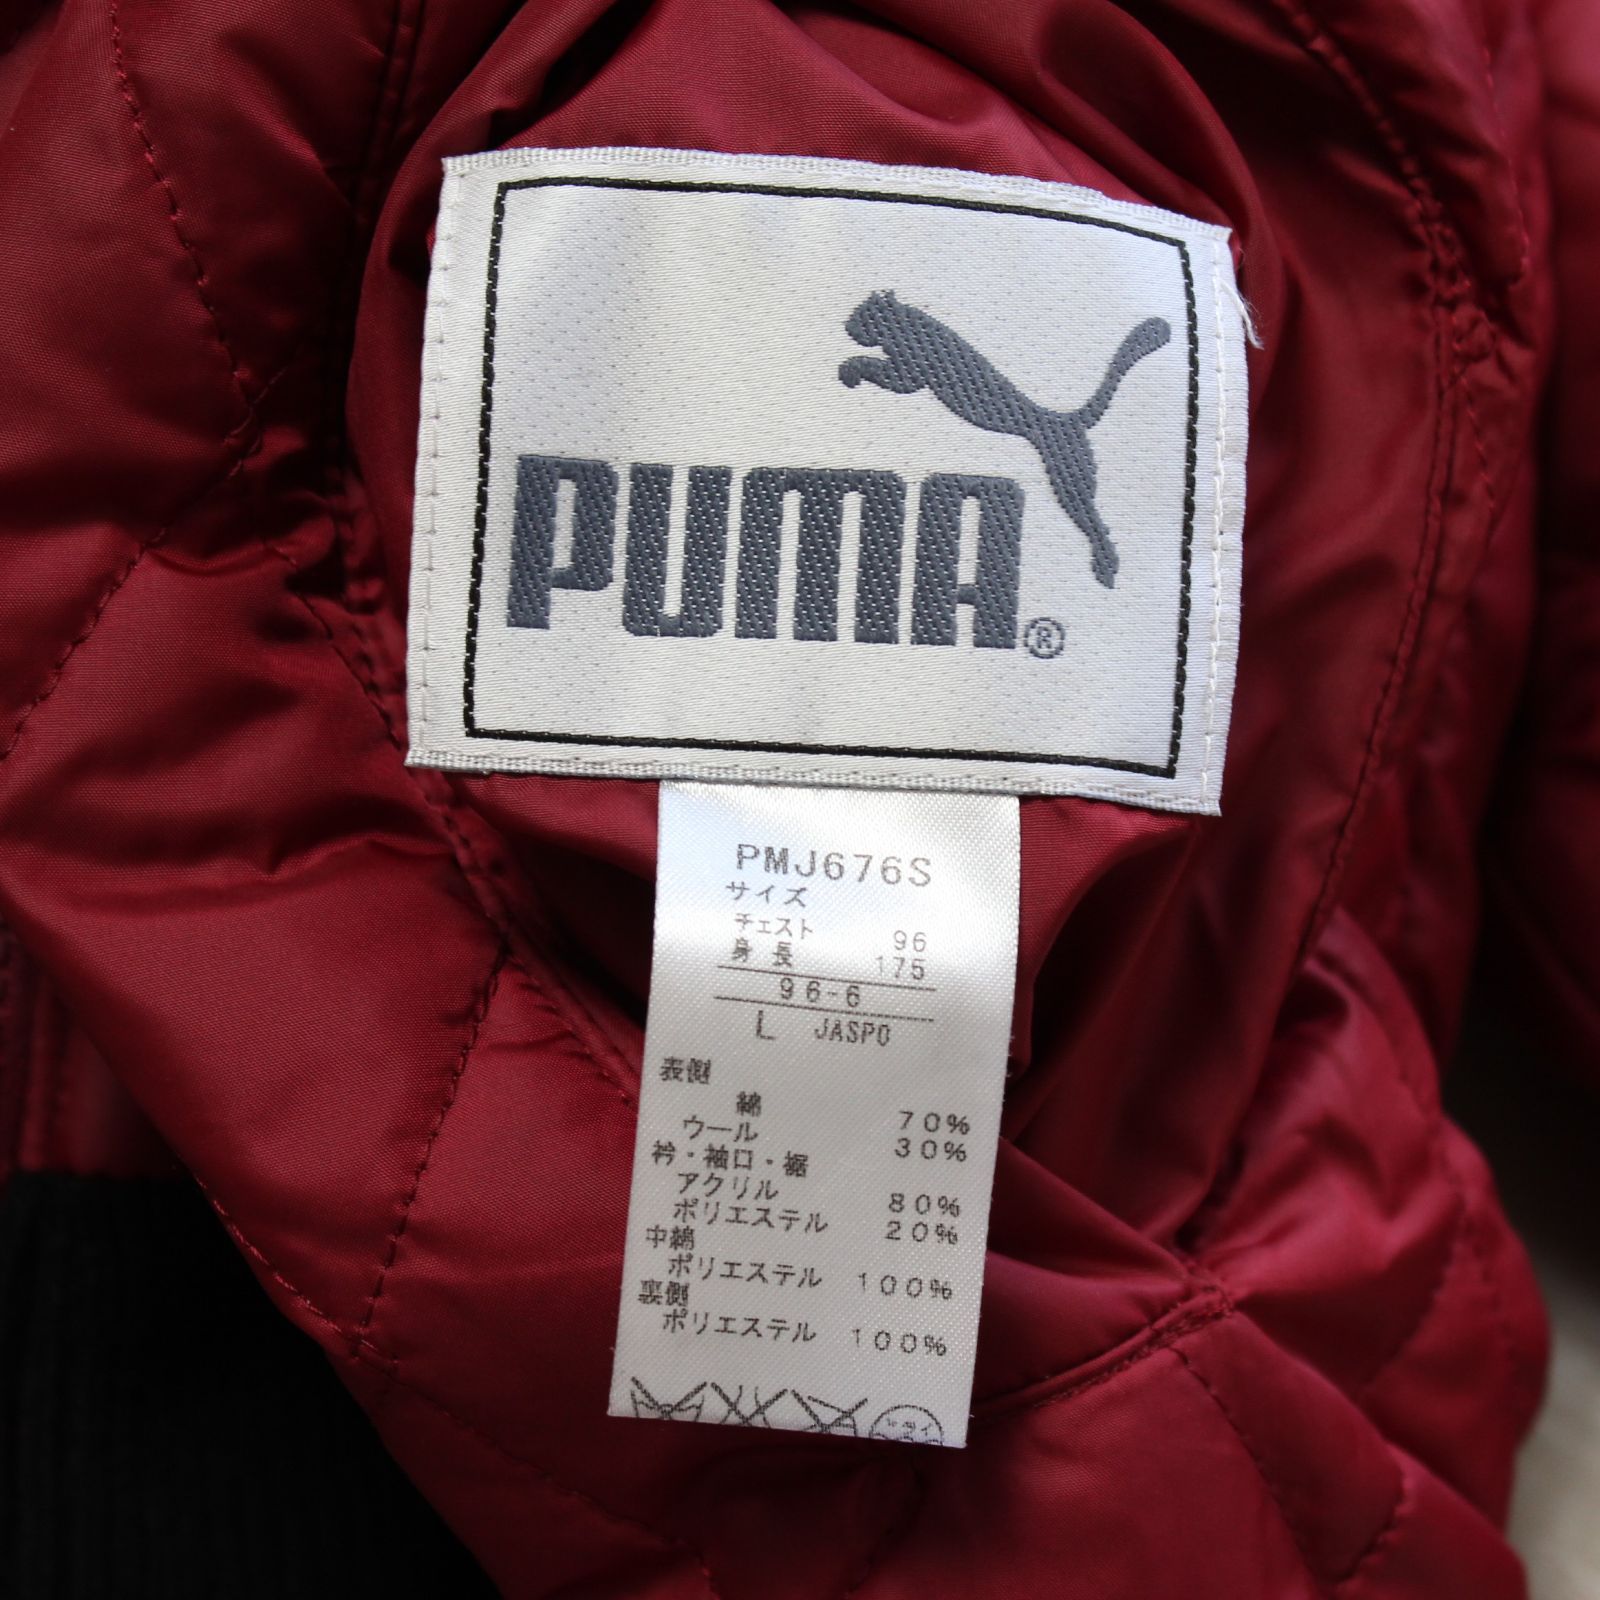 PUMA®
PMJ676S
サイズ
チェスト 96
身長 175
96-6
L JASPO
表側
綿 70%
ウール 30%
衿・袖口・裾
アクリル 80%
ポリエステル 20%
中綿
ポリエステル 100%
裏側
ポリエステル 100%
ドライ